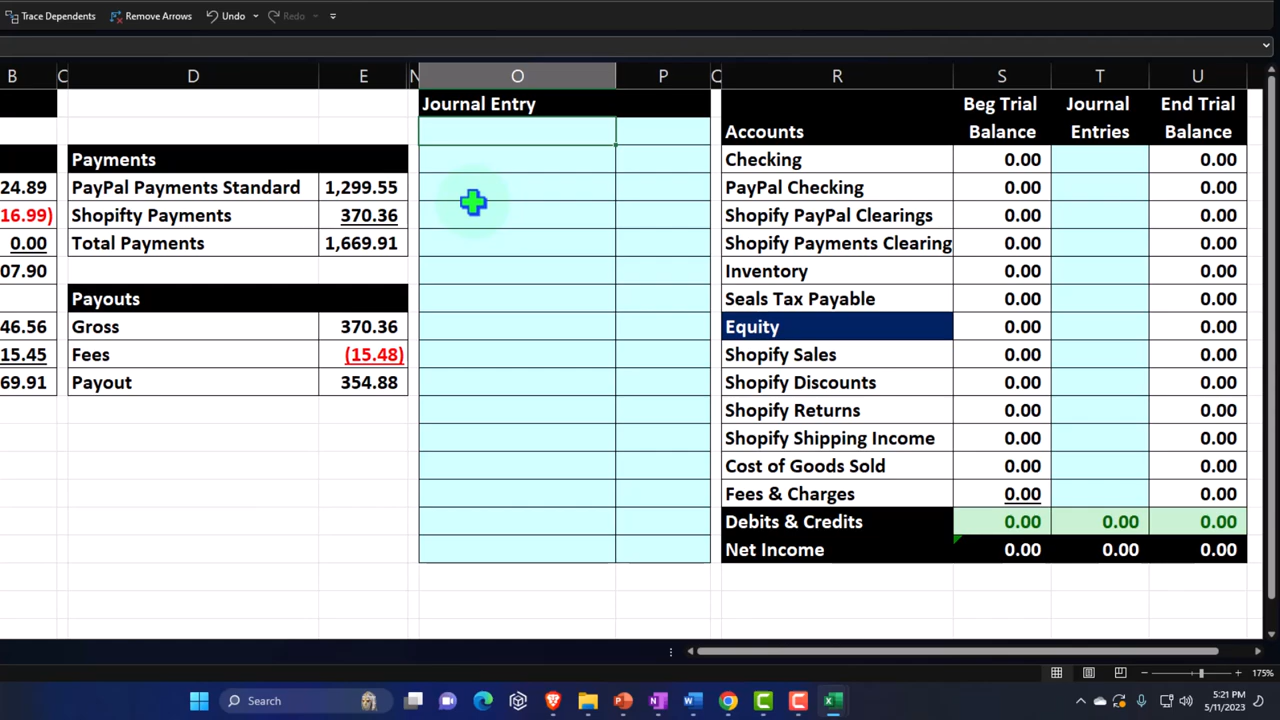 Trace Dependents Remove Arrows Undo Redo
B C D E N O P Q R S T U
Journal Entry Beg Trial Journal End Trial
Accounts Balance Entries Balance
Payments Checking 0.00 0.00
24.89 PayPal Payments Standard 1,299.55 PayPal Checking 0.00 0.00
16.99) Shopifty Payments 370.36 Shopify PayPal Clearings 0.00 0.00
0.00 Total Payments 1,669.91 Shopify Payments Clearing 0.00 0.00
07.90 Inventory 0.00 0.00
Payouts Seals Tax Payable 0.00 0.00
46.56 Gross 370.36 Equity 0.00 0.00
15.45 Fees (15.48) Shopify Sales 0.00 0.00
69.91 Payout 354.88 Shopify Discounts 0.00 0.00
Shopify Returns 0.00 0.00
Shopify Shipping Income 0.00 0.00
Cost of Goods Sold 0.00 0.00
Fees & Charges 0.00 0.00
Debits & Credits 0.00 0.00 0.00
Net Income 0.00 0.00 0.00
175%
Search 5:21 PM
5/11/2023